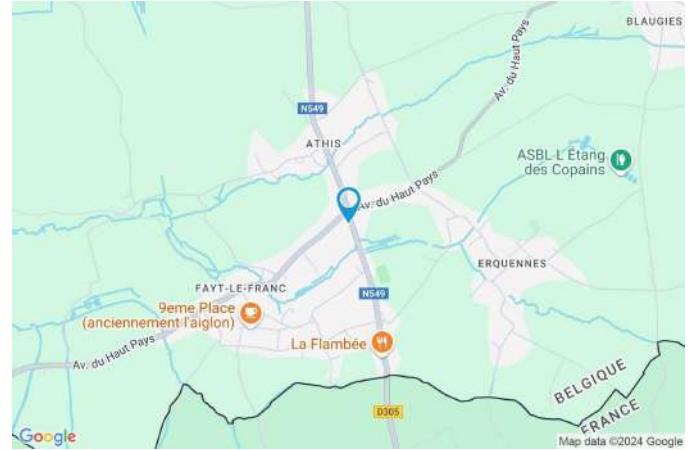 BLAUGIES
Av. du Haut Pays
N549
ATHIS
ASBL L'Étang
des Copains
Av. du Haut Pays
ERQUENNES
FAYT-LE-FRANC
9eme Place
(anciennement l'aiglon)
N549
La Flambée
Av. du Haut Pays
BELGIQUE
FRANCE
D305
Google
Map data ©2024 Google